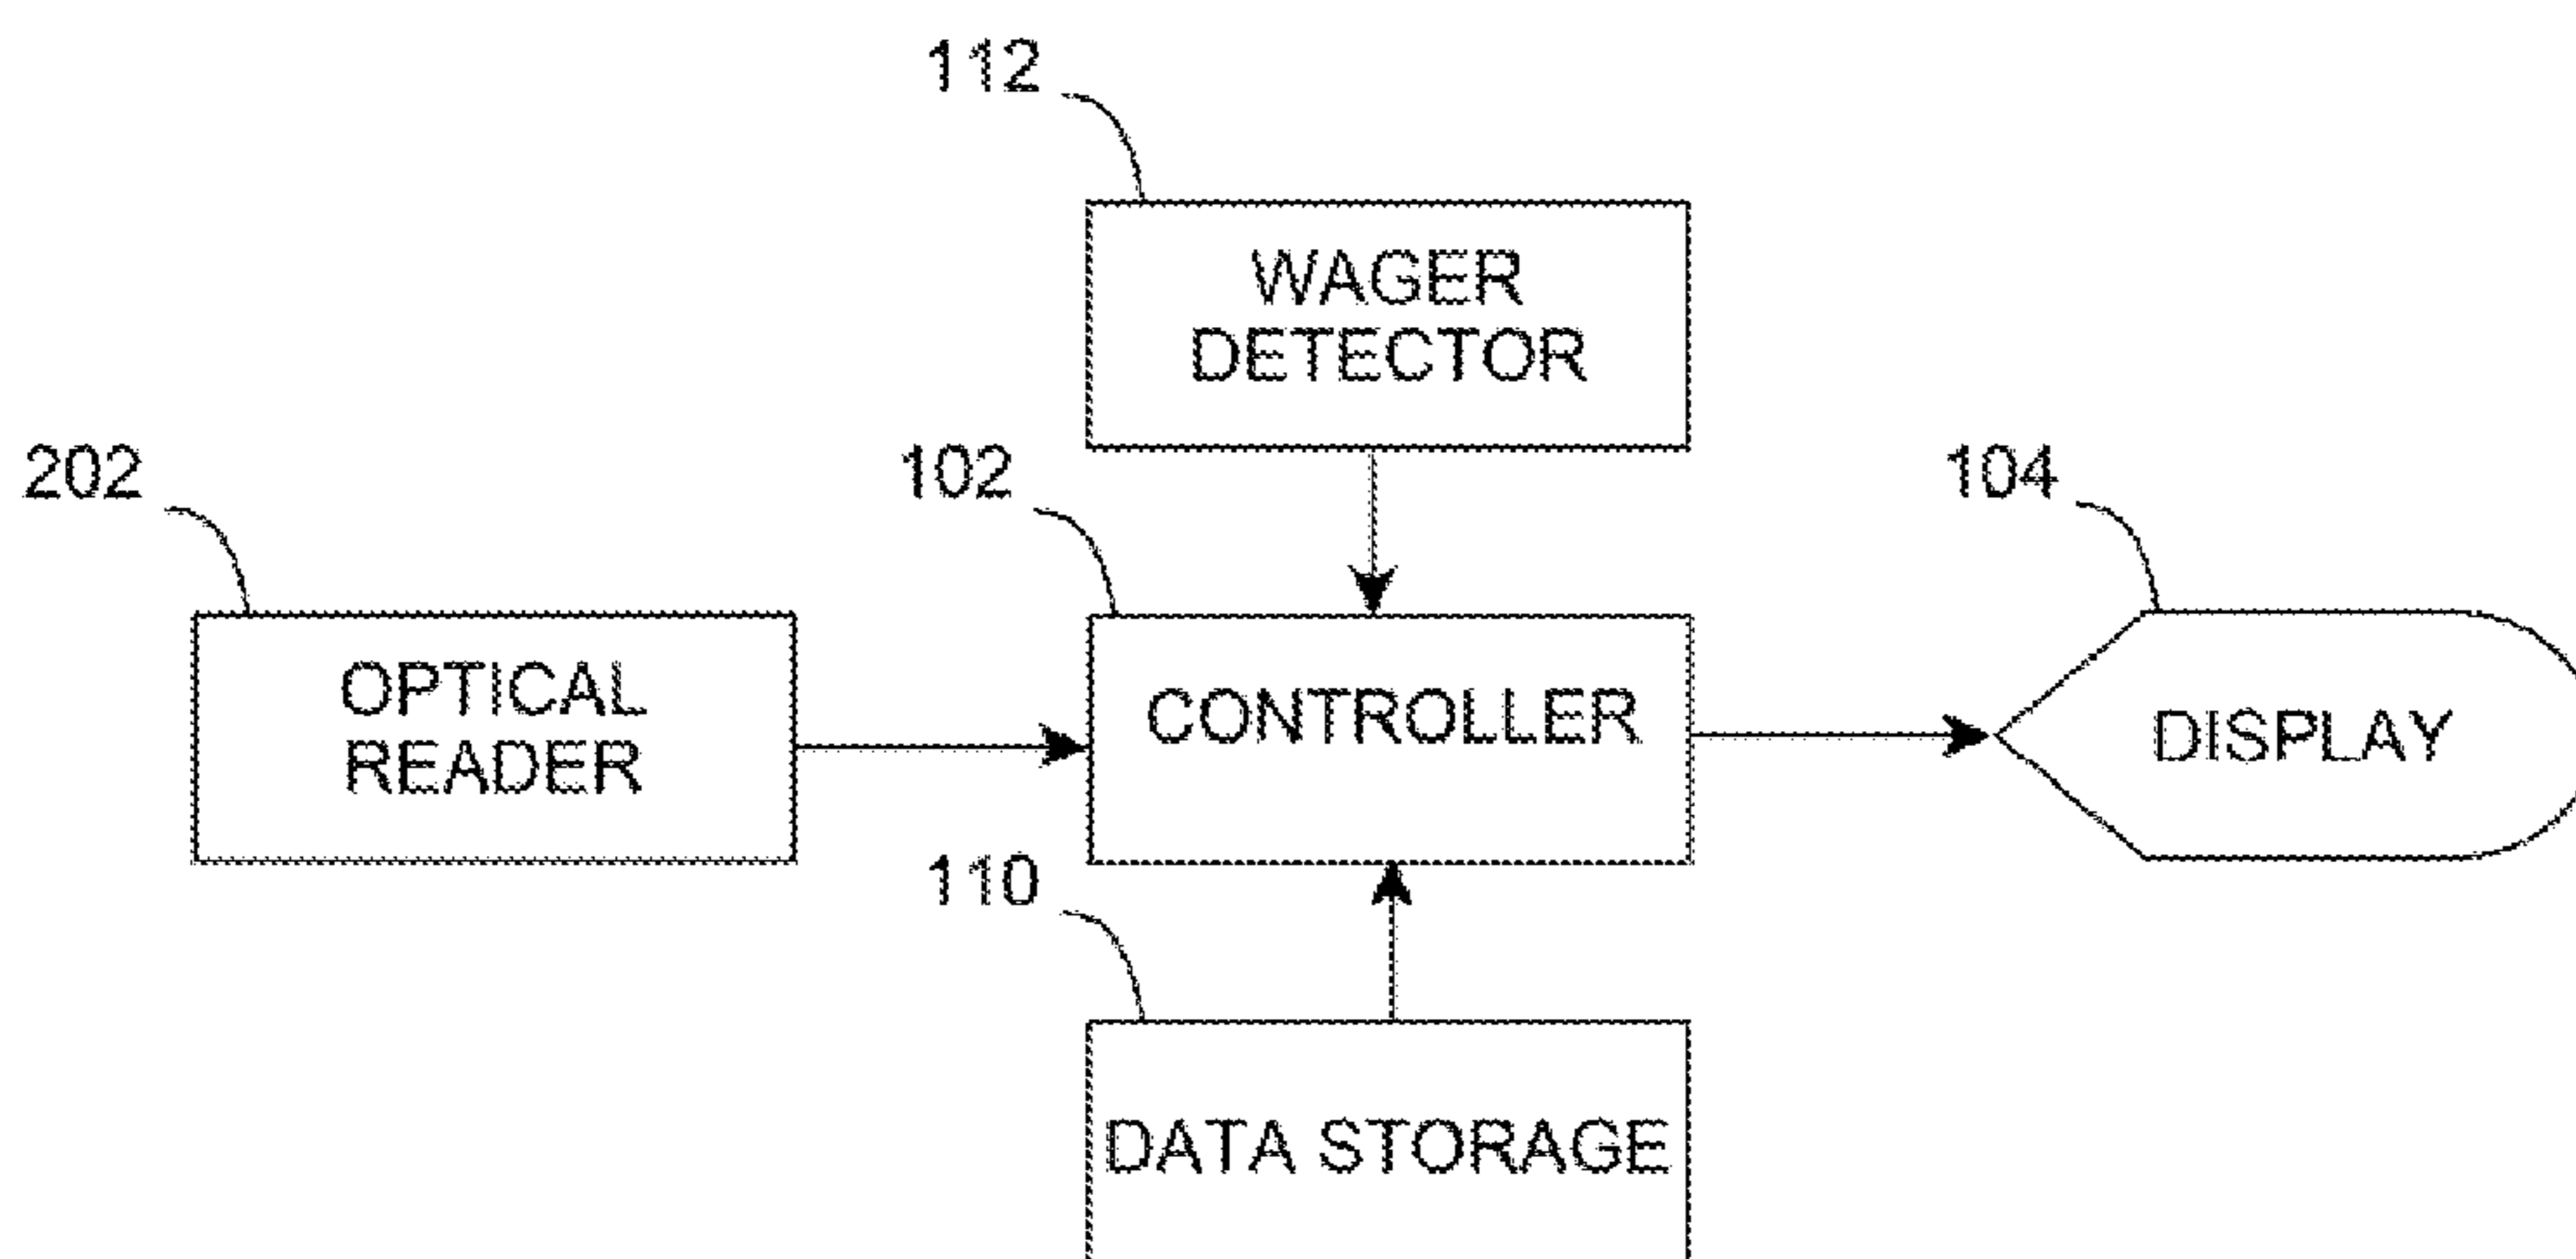 112
WAGER
DETECTOR
202
102
104
OPTICAL
READER
CONTROLLER
DISPLAY
110
DATA STORAGE